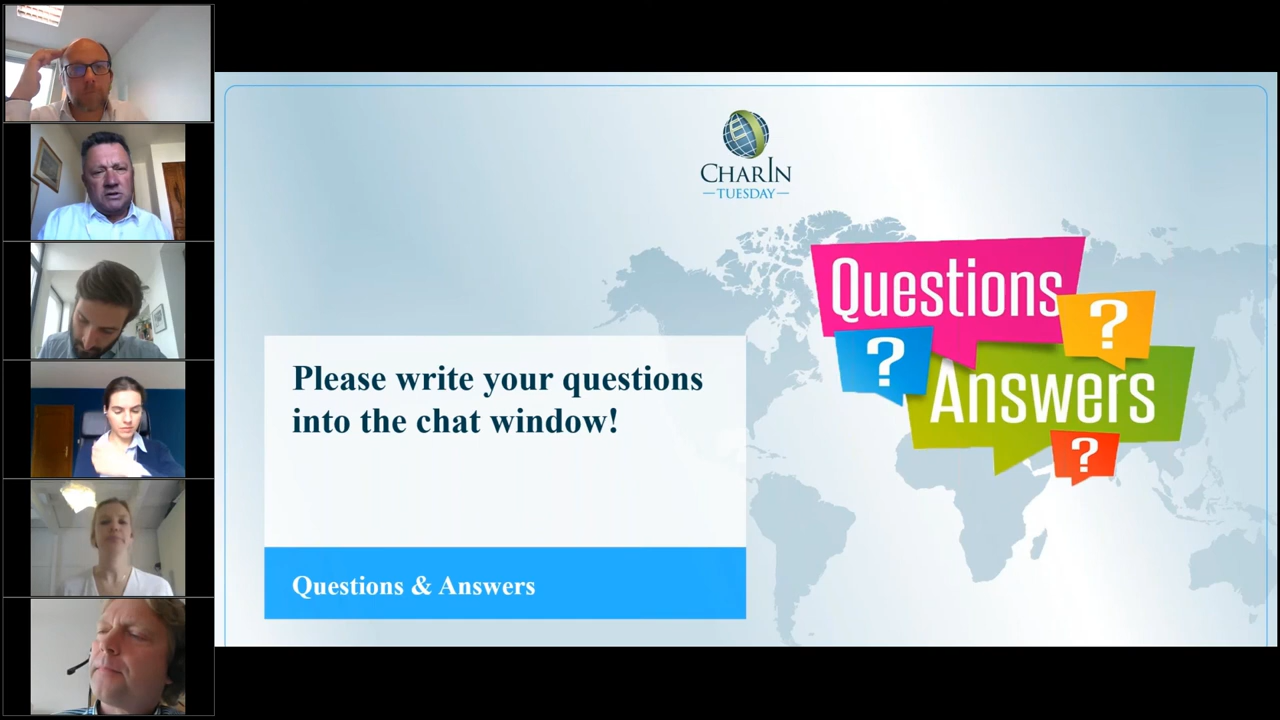 CHARIN
TUESDAY
Questions
?
?
Answers
?
Please write your questions
into the chat window!
Questions & Answers